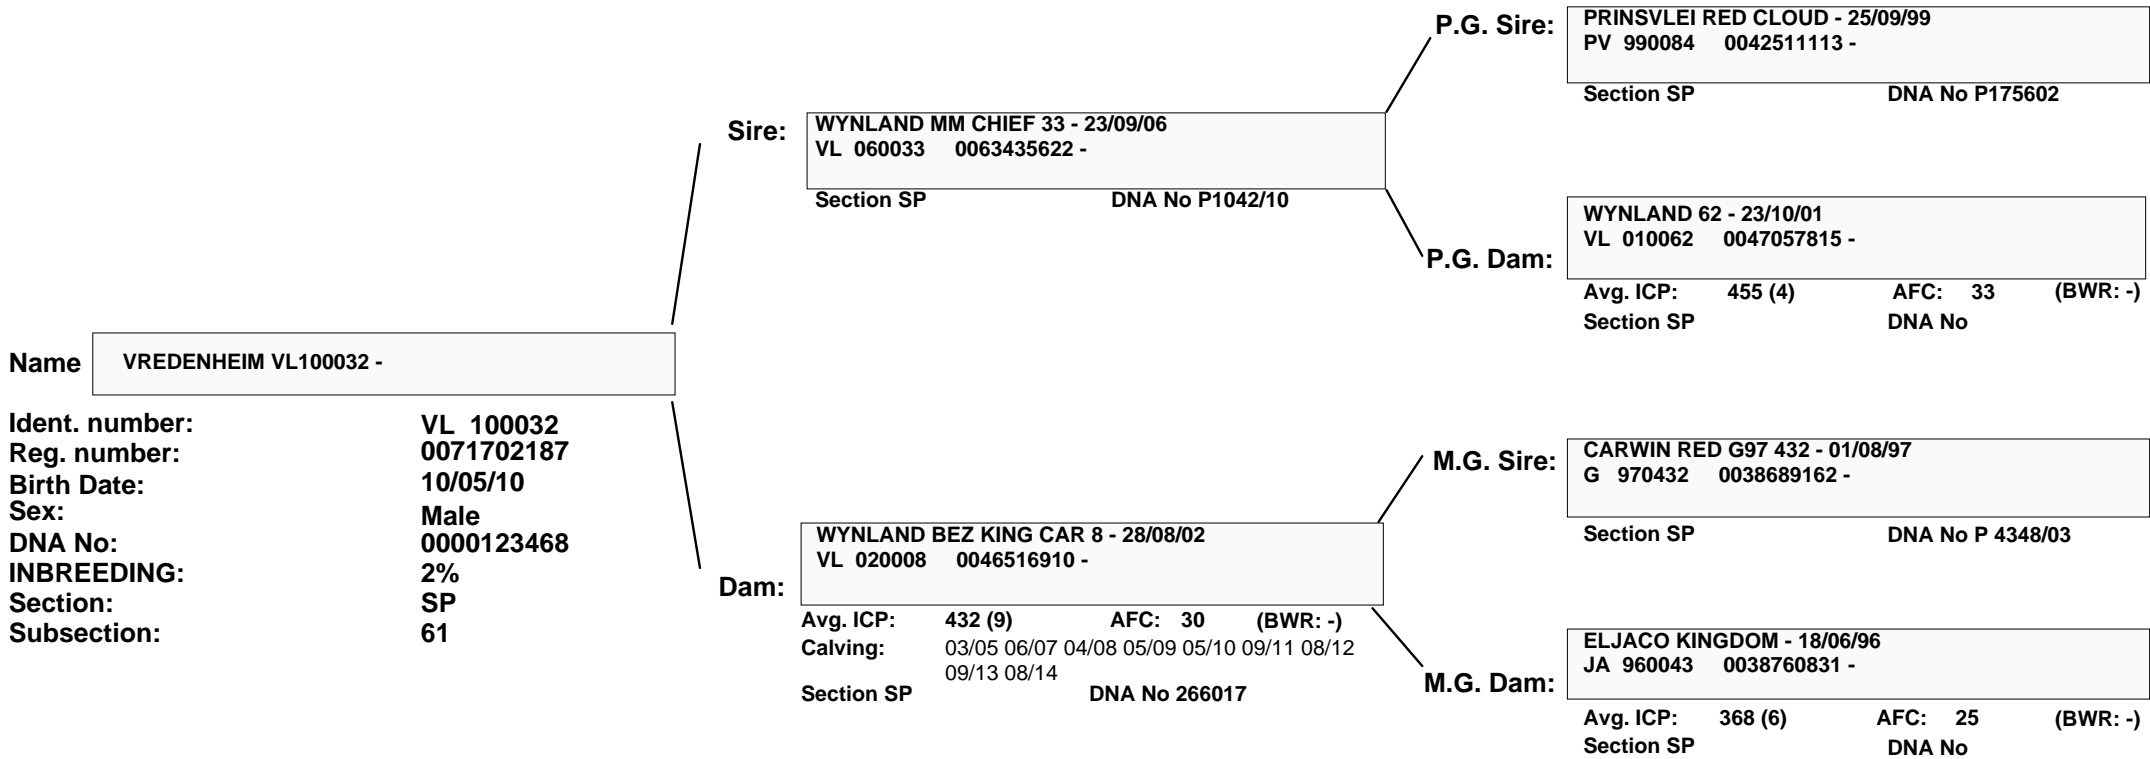 Name VREDENHEIM VL100032 -
Ident. number: VL 100032
Reg. number: 0071702187
Birth Date: 10/05/10
Sex: Male
DNA No: 0000123468
INBREEDING: 2%
Section: SP
Subsection: 61
Sire: WYNLAND MM CHIEF 33 - 23/09/06
VL 060033 0063435622 -
Section SP DNA No P1042/10
Dam: WYNLAND BEZ KING CAR 8 - 28/08/02
VL 020008 0046516910 -
Avg. ICP: 432 (9) AFC: 30 (BWR: -)
Calving: 03/05 06/07 04/08 05/09 05/10 09/11 08/12
09/13 08/14
Section SP DNA No 266017
P.G. Sire: PRINSVLEI RED CLOUD - 25/09/99
PV 990084 0042511113 -
Section SP DNA No P175602
P.G. Dam: WYNLAND 62 - 23/10/01
VL 010062 0047057815 -
Avg. ICP: 455 (4) AFC: 33 (BWR: -)
Section SP DNA No
M.G. Sire: CARWIN RED G97 432 - 01/08/97
G 970432 0038689162 -
Section SP DNA No P 4348/03
M.G. Dam: ELJACO KINGDOM - 18/06/96
JA 960043 0038760831 -
Avg. ICP: 368 (6) AFC: 25 (BWR: -)
Section SP DNA No